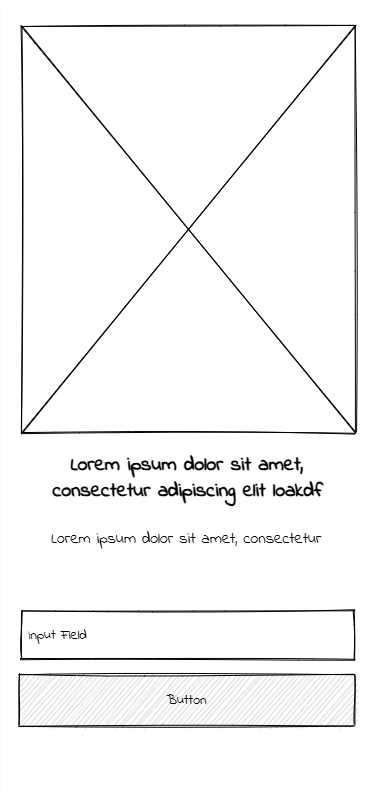 Lorem ipsum dolor sit amet,
consectetur adipiscing elit loakdf
Lorem ipsum dolor sit amet, consectetur
Input Field
Button